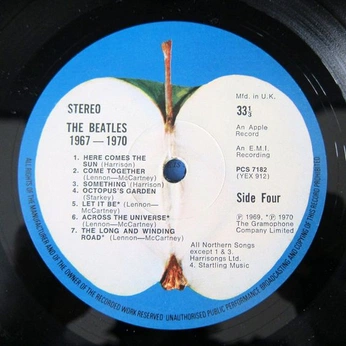 STEREO
THE BEATLES
1967 — 1970
1. HERE COMES THE
SUN (Harrison)
2. COME TOGETHER
(Lennon—McCartney)
3. SOMETHING (Harrison)
4. OCTOPUS'S GARDEN
(Starkey)
5. LET IT BE* (Lennon—
McCartney)
6. ACROSS THE UNIVERSE*
(Lennon—McCartney)
7. THE LONG AND WINDING
ROAD* (Lennon—
McCartney)
Mfd. in U.K.
33⅓
An Apple
Record
An E.M.I.
Recording
PCS 7182
(YEX 912)
Side Four
℗ 1969, *℗ 1970
The Gramophone
Company Limited
All Northern Songs
except 1 & 3.
Harrisongs Ltd.
4. Startling Music
ALL RIGHTS OF THE MANUFACTURER AND OF THE OWNER OF THE RECORDED WORK RESERVED UNAUTHORISED PUBLIC PERFORMANCE BROADCASTING AND COPYING OF THIS RECORD PROHIBITED